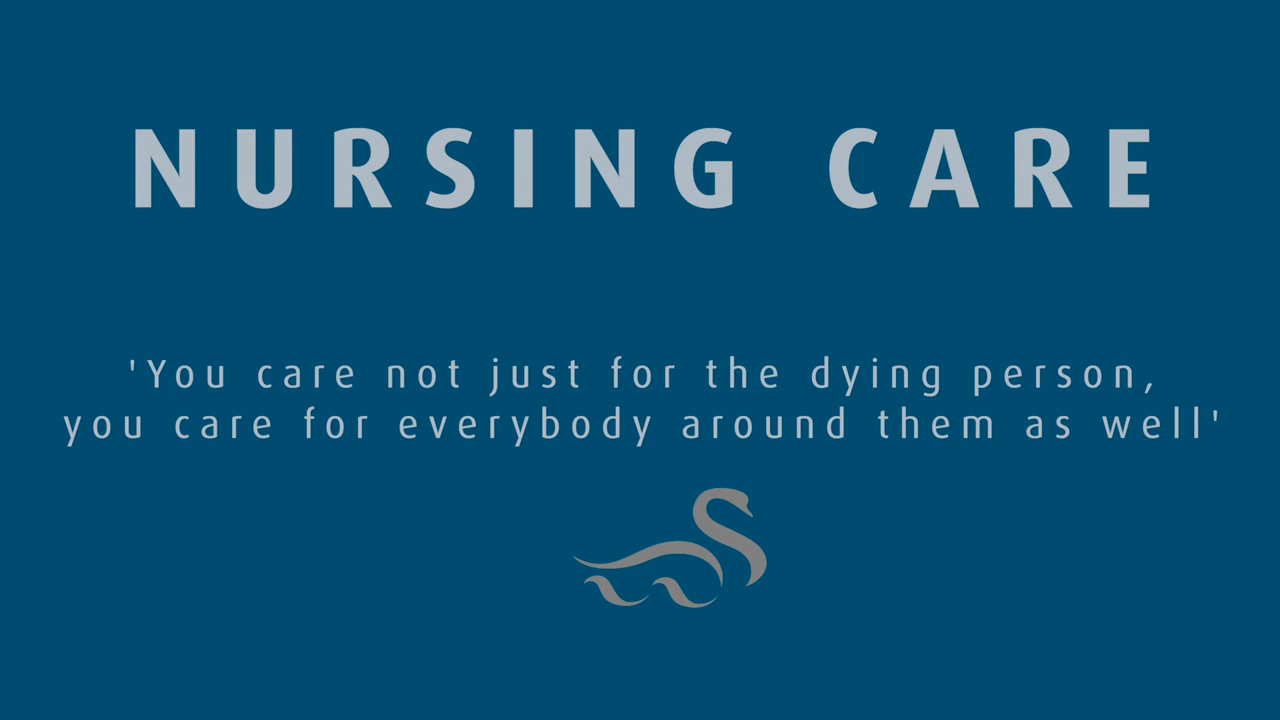 NURSING CARE
'You care not just for the dying person,
you care for everybody around them as well'